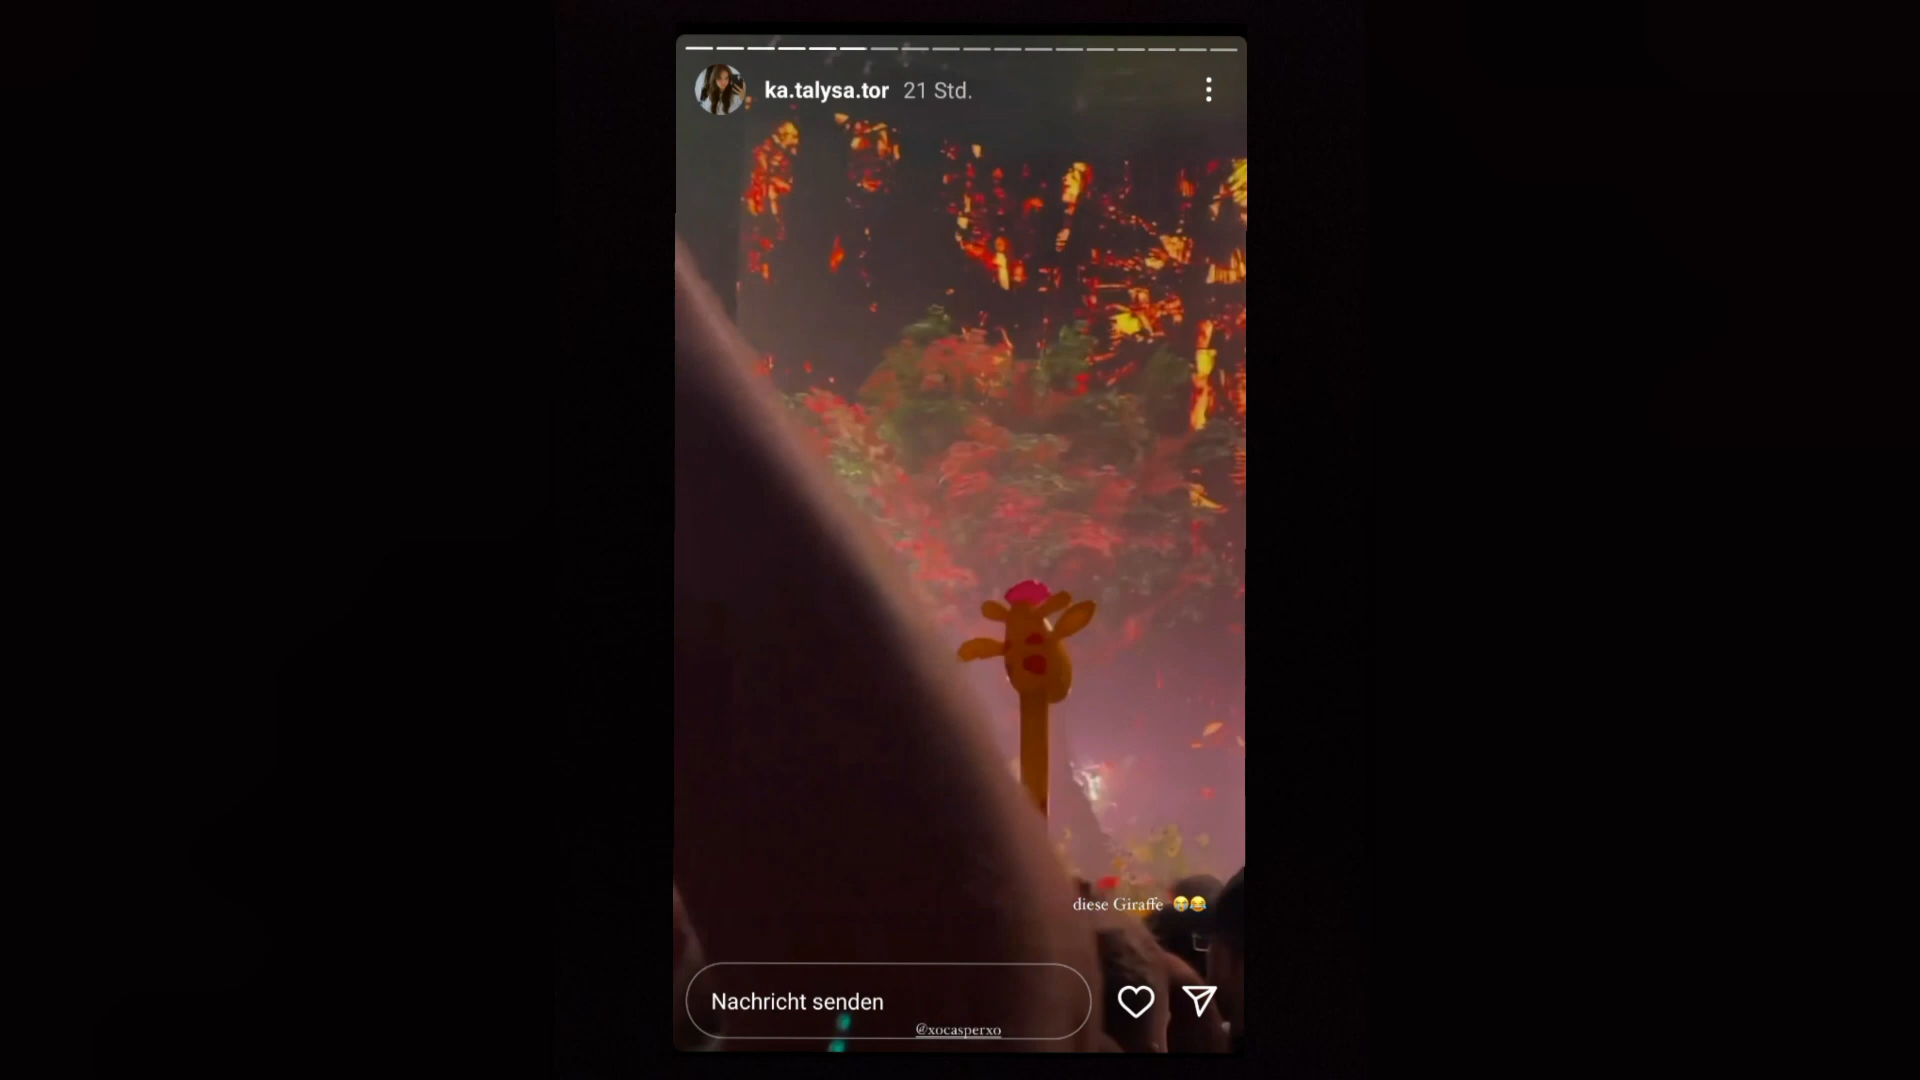 ka.talysa.tor 21 Std.
diese Giraffe 😭😂
Nachricht senden
@xocasperxo